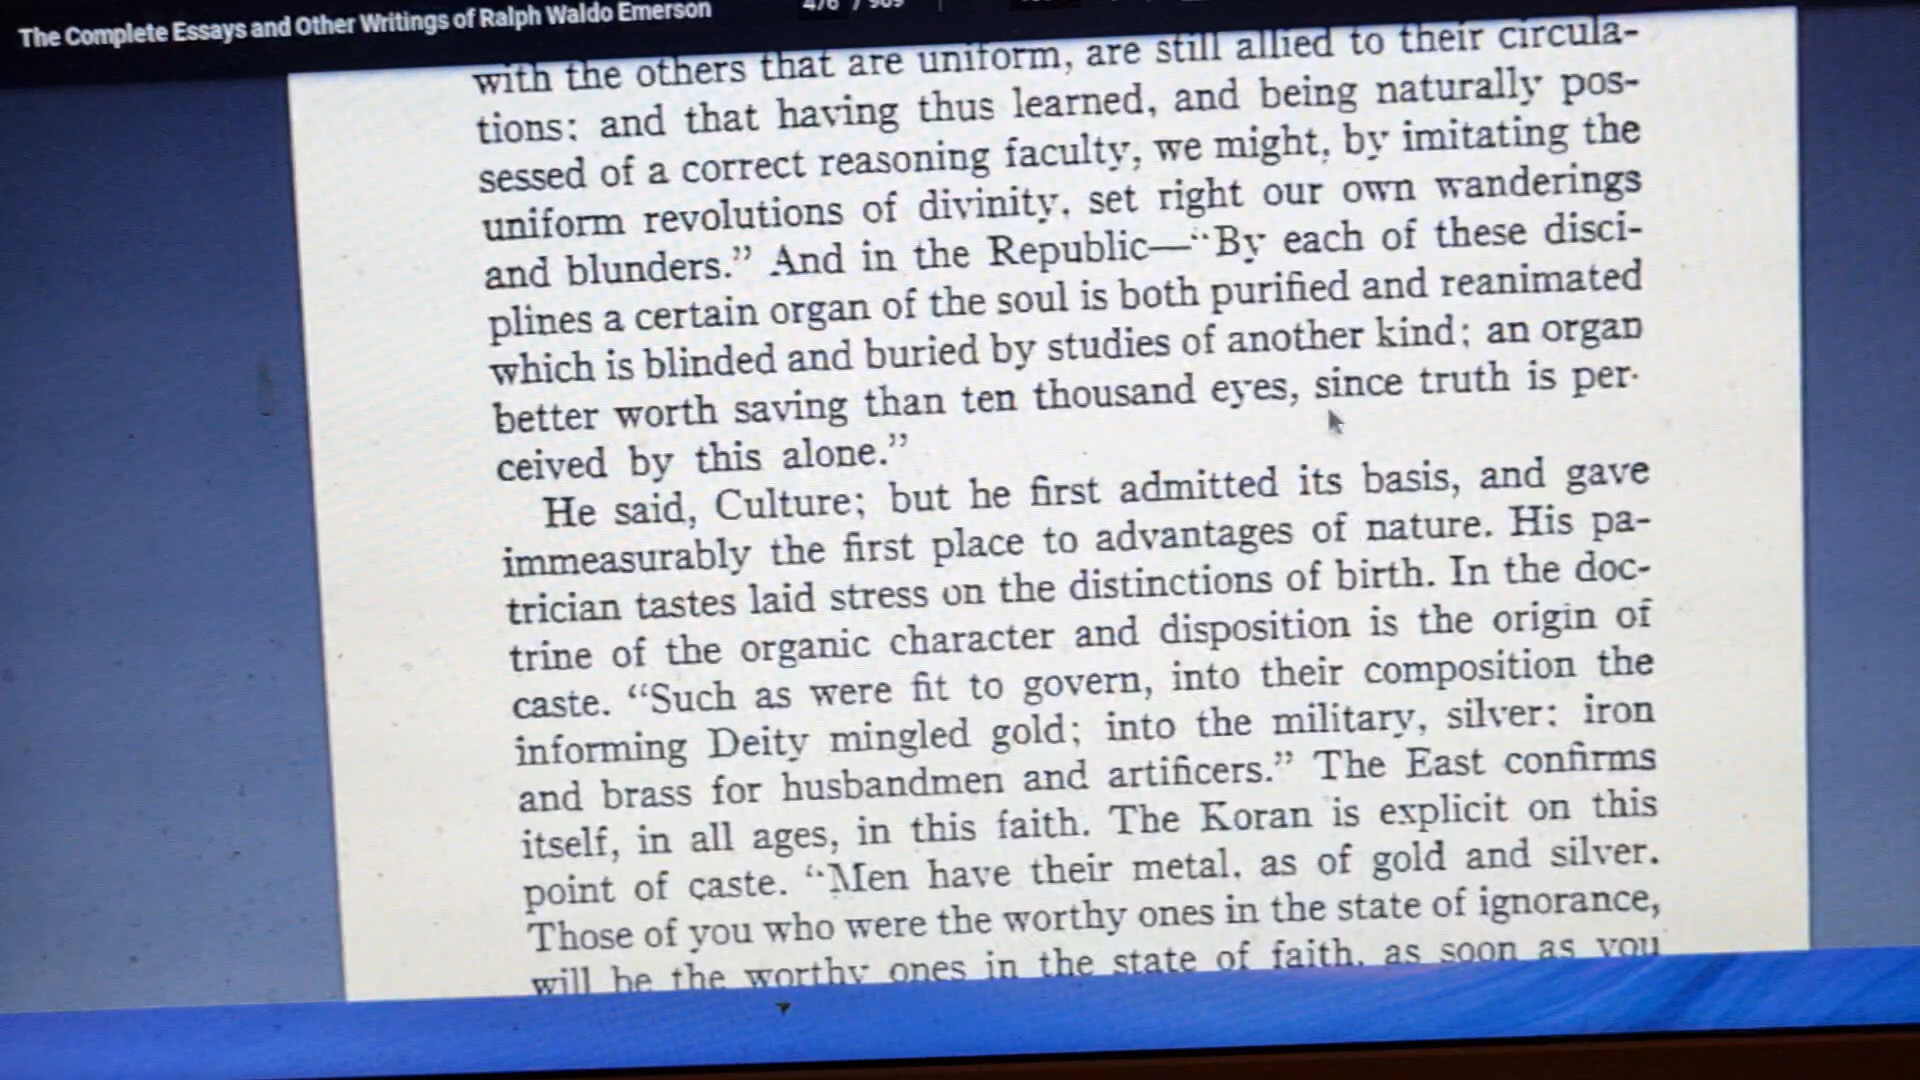 The Complete Essays and Other Writings of Ralph Waldo Emerson
with the others that are uniform, are still allied to their circula-
tions; and that having thus learned, and being naturally pos-
sessed of a correct reasoning faculty, we might, by imitating the
uniform revolutions of divinity, set right our own wanderings
and blunders.” And in the Republic—“By each of these disci-
plines a certain organ of the soul is both purified and reanimated
which is blinded and buried by studies of another kind; an organ
better worth saving than ten thousand eyes, since truth is per-
ceived by this alone.”
He said, Culture; but he first admitted its basis, and gave
immeasurably the first place to advantages of nature. His pa-
trician tastes laid stress on the distinctions of birth. In the doc-
trine of the organic character and disposition is the origin of
caste. “Such as were fit to govern, into their composition the
informing Deity mingled gold; into the military, silver; iron
and brass for husbandmen and artificers.” The East confirms
itself, in all ages, in this faith. The Koran is explicit on this
point of caste. “Men have their metal, as of gold and silver.
Those of you who were the worthy ones in the state of ignorance,
will be the worthy ones in the state of faith, as soon as you